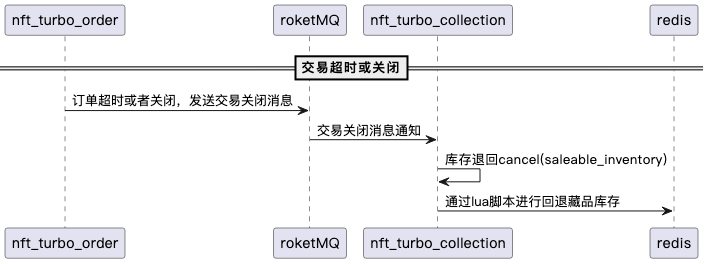 nft_turbo_order roketMQ nft_turbo_collection redis
交易超时或关闭
订单超时或者关闭，发送交易关闭消息
交易关闭消息通知
库存退回cancel(saleable_inventory)
通过lua脚本进行回退藏品库存
nft_turbo_order roketMQ nft_turbo_collection redis